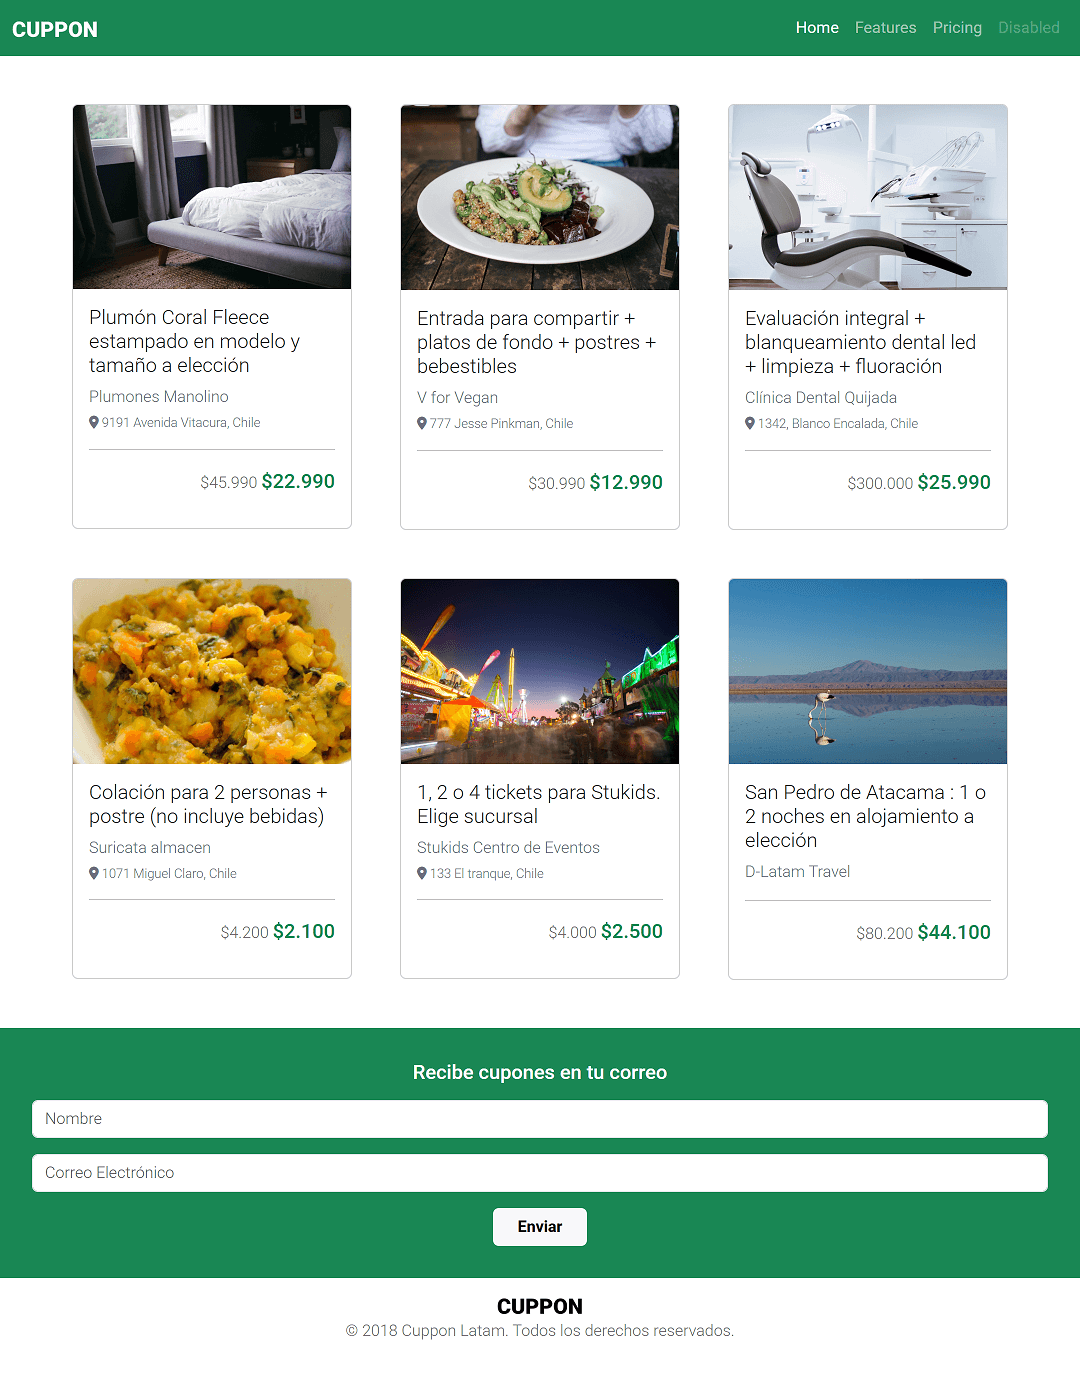 CUPPON
Home Features Pricing Disabled
Plumón Coral Fleece
estampado en modelo y
tamaño a elección
Plumones Manolino
9191 Avenida Vitacura, Chile
$45.990 $22.990
Entrada para compartir +
platos de fondo + postres +
bebestibles
V for Vegan
777 Jesse Pinkman, Chile
$30.990 $12.990
Evaluación integral +
blanqueamiento dental led
+ limpieza + fluoración
Clínica Dental Quijada
1342, Blanco Encalada, Chile
$300.000 $25.990
Colación para 2 personas +
postre (no incluye bebidas)
Suricata almacen
1071 Miguel Claro, Chile
$4.200 $2.100
1, 2 o 4 tickets para Stukids.
Elige sucursal
Stukids Centro de Eventos
133 El tranque, Chile
$4.000 $2.500
San Pedro de Atacama : 1 o
2 noches en alojamiento a
elección
D-Latam Travel
$80.200 $44.100
Recibe cupones en tu correo
Nombre
Correo Electrónico
Enviar
CUPPON
© 2018 Cuppon Latam. Todos los derechos reservados.